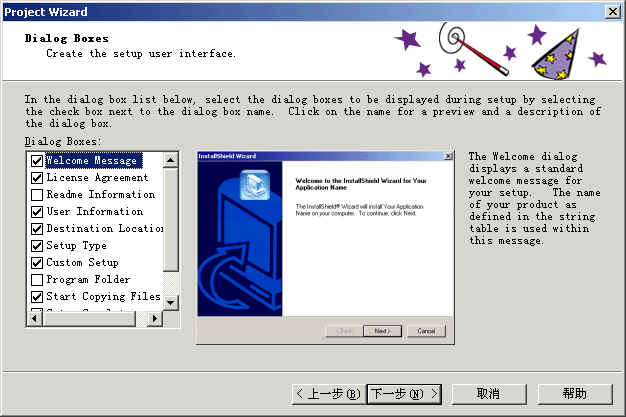 Project Wizard
Dialog Boxes
Create the setup user interface.
In the dialog box list below, select the dialog boxes to be displayed during setup by selecting
the check box next to the dialog box name.  Click on the name for a preview and a description of
the dialog box.
Dialog Boxes:
Welcome Message
License Agreement
Readme Information
User Information
Destination Location
Setup Type
Custom Setup
Program Folder
Start Copying Files
InstallShield Wizard
Welcome to the InstallShield Wizard for Your
Application Name
The InstallShield® Wizard will install Your Application
Name on your computer.  To continue, click Next.
< Back
Next >
Cancel
The Welcome dialog
displays a standard
welcome message for
your setup.  The name
of your product as
defined in the string
table is used within
this message.
< 上一步(B)
下一步(N) >
取消
帮助